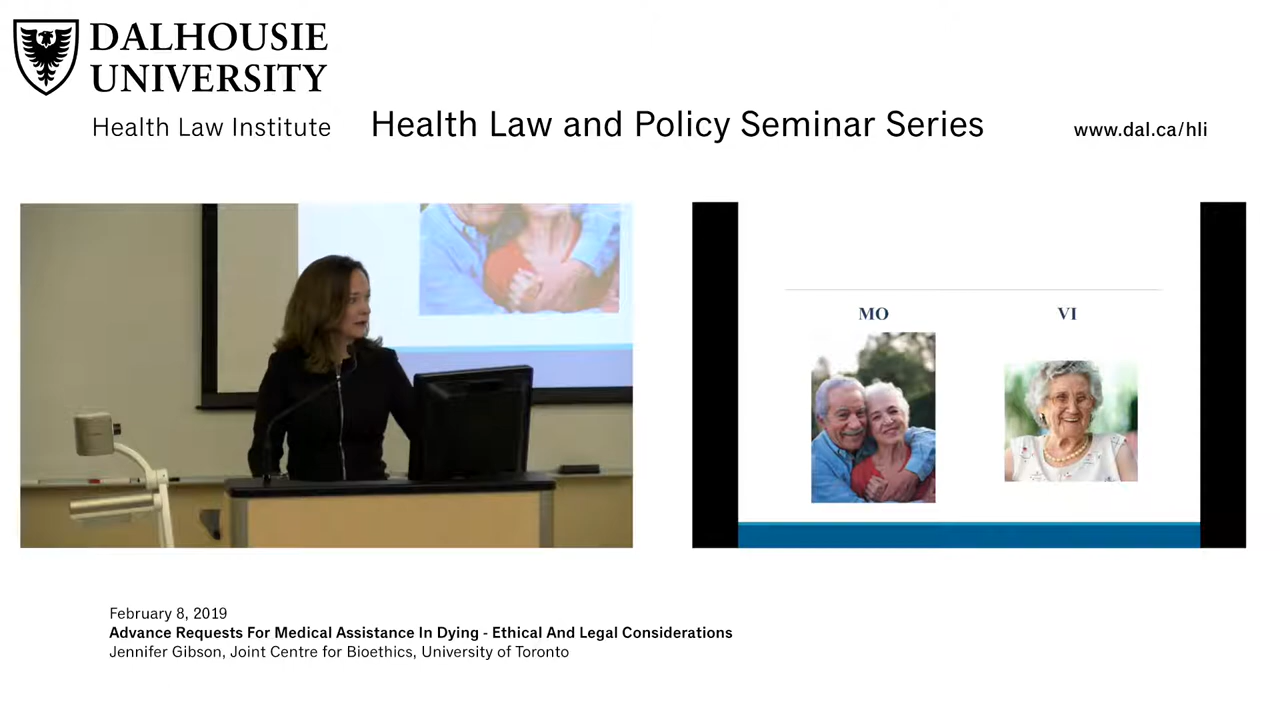 DALHOUSIE
UNIVERSITY
Health Law Institute
Health Law and Policy Seminar Series
www.dal.ca/hli
MO
VI
February 8, 2019
Advance Requests For Medical Assistance In Dying - Ethical And Legal Considerations
Jennifer Gibson, Joint Centre for Bioethics, University of Toronto